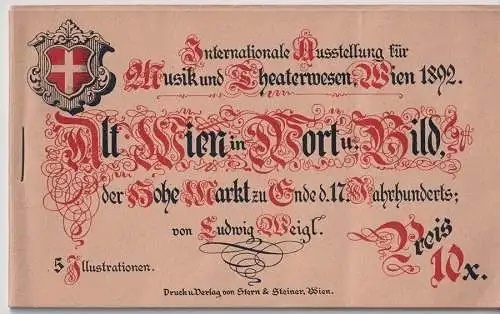 Internationale Ausstellung für
Musik und Theaterwesen, Wien 1892.
Alt-Wien in Wort u. Bild,
der Hohe Markt zu Ende d. 17. Jahrhunderts;
von Ludwig Weigl.
5 Illustrationen.
Preis
10x.
Druck u. Verlag von Stern & Steiner, Wien.